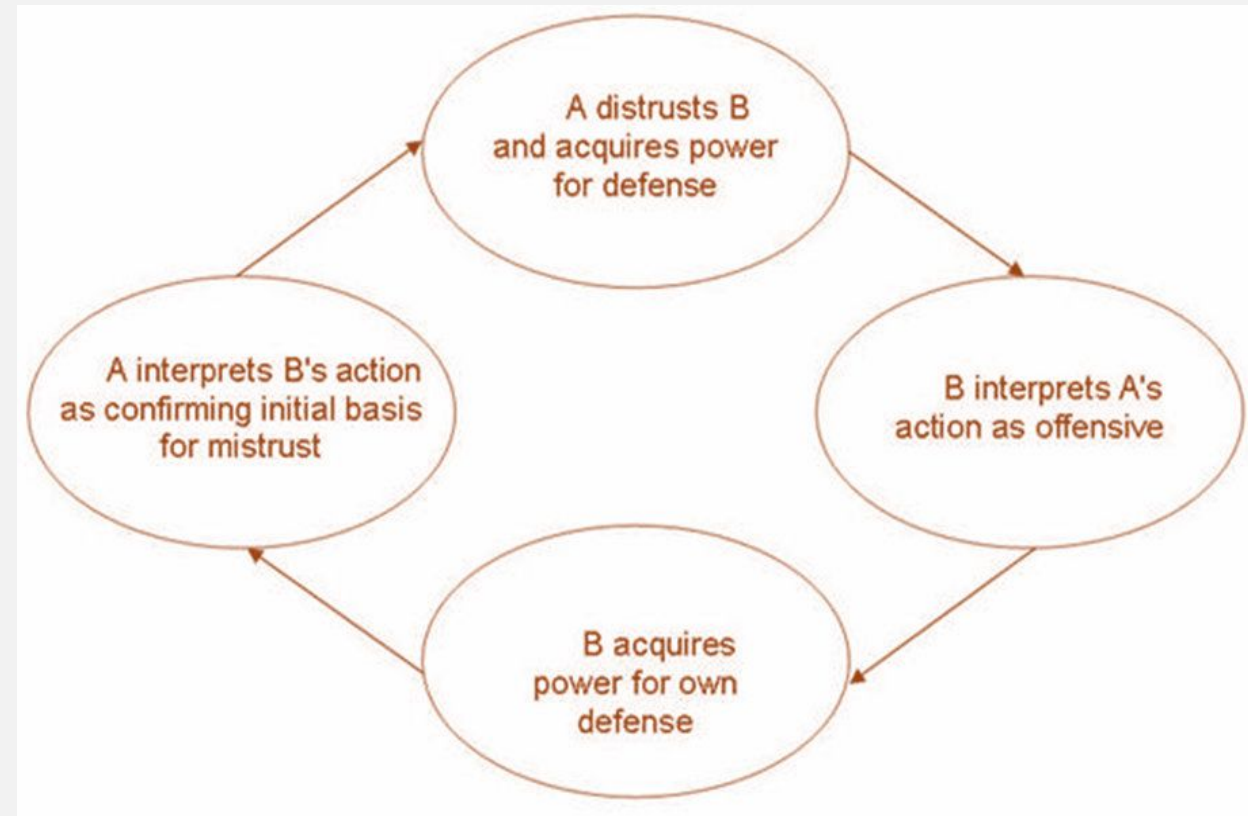 A distrusts B
and acquires power
for defense
B interprets A's
action as offensive
B acquires
power for own
defense
A interprets B's action
as confirming initial basis
for mistrust